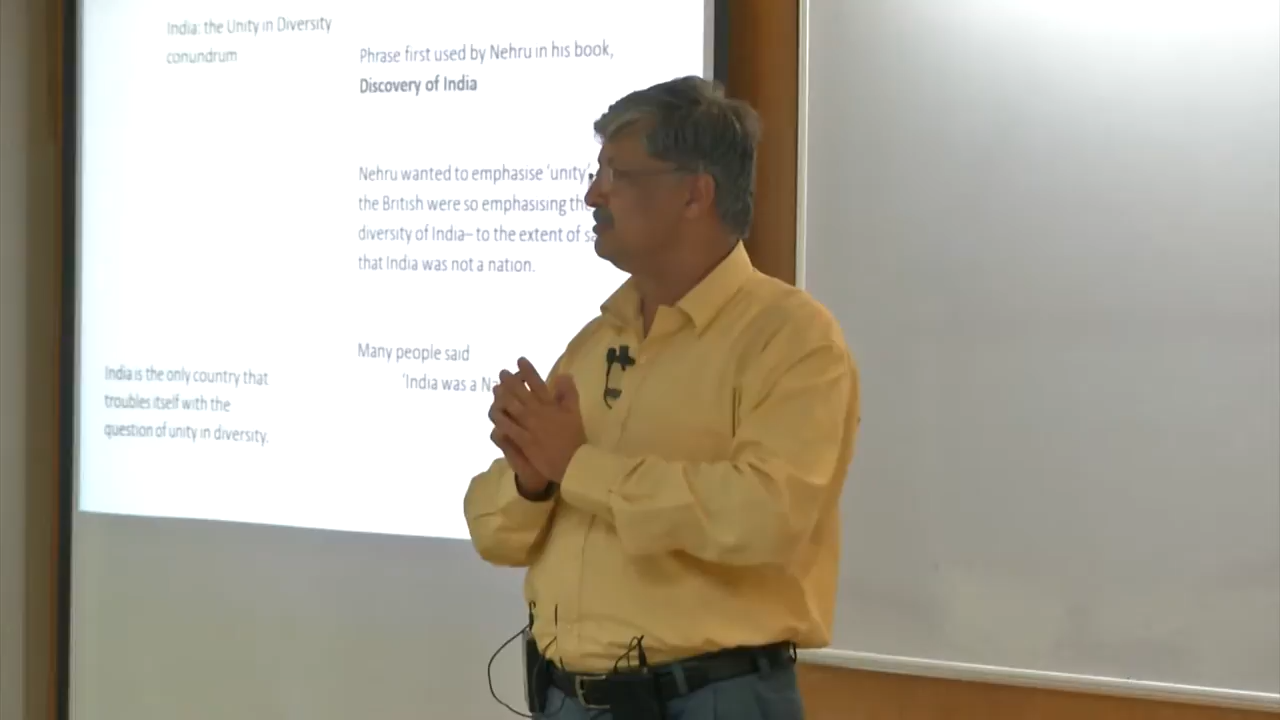 India: the Unity in Diversity
conundrum
Phrase first used by Nehru in his book,
Discovery of India
Nehru wanted to emphasise ‘unity’
the British were so emphasising the
diversity of India– to the extent of
that India was not a nation.
Many people said
‘India was a
India is the only country that
troubles itself with the
question of unity in diversity.